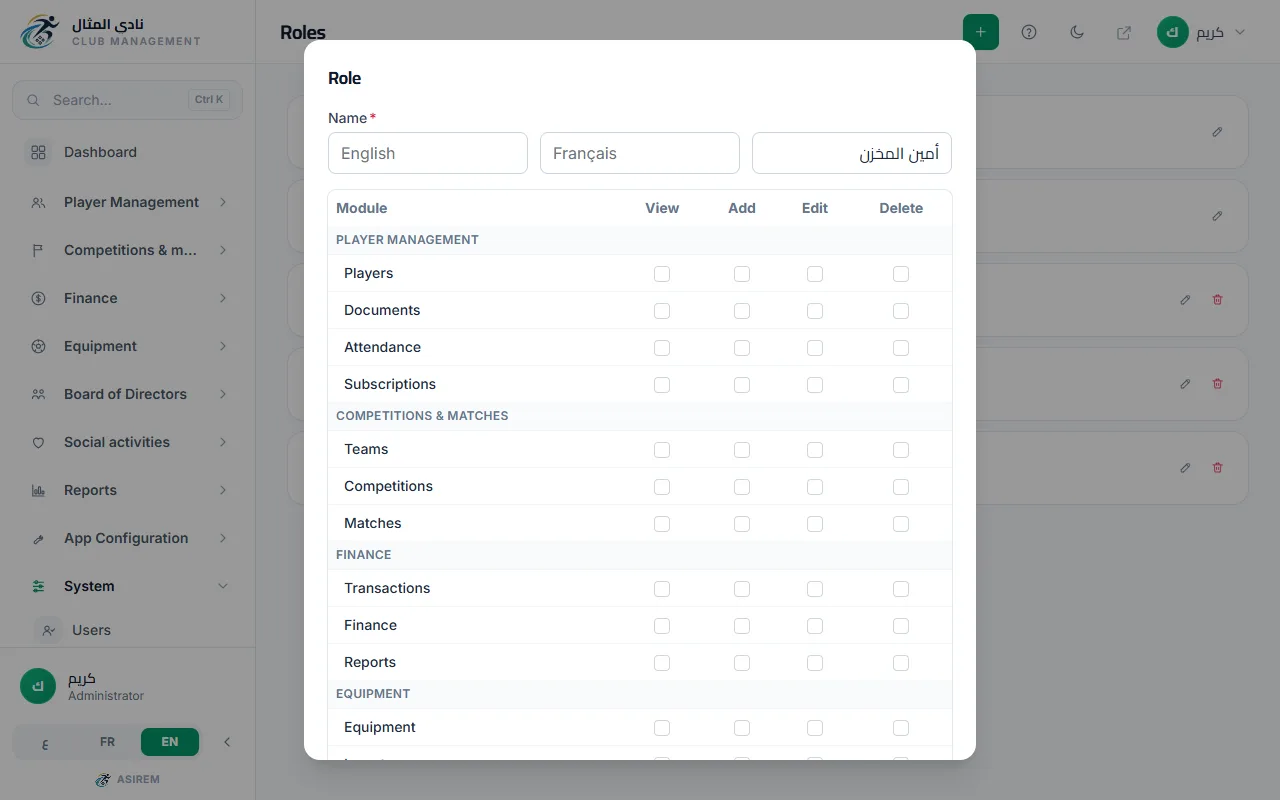 نادي المثال
CLUB MANAGEMENT
Search...
Ctrl K
Dashboard
Player Management
Competitions & m...
Finance
Equipment
Board of Directors
Social activities
Reports
App Configuration
System
Users
ك
كريم
Administrator
ع FR EN
ASIREM
Roles
ك كريم
Role
Name *
English Français أمين المخزن
Module View Add Edit Delete
PLAYER MANAGEMENT
Players
Documents
Attendance
Subscriptions
COMPETITIONS & MATCHES
Teams
Competitions
Matches
FINANCE
Transactions
Finance
Reports
EQUIPMENT
Equipment